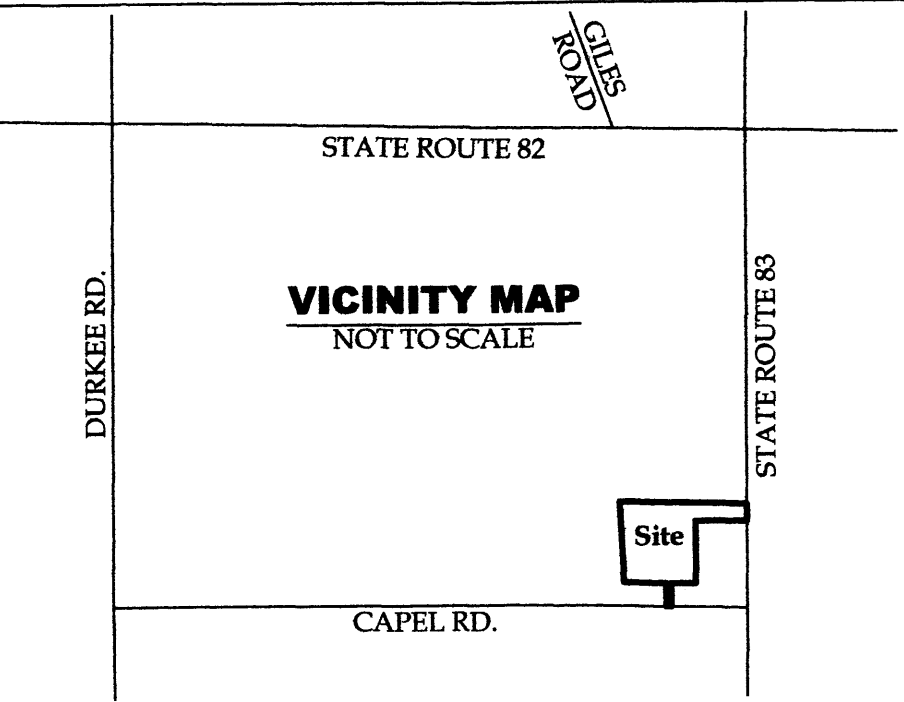 GILES
ROAD
STATE ROUTE 82
DURKEE RD.
VICINITY MAP
NOT TO SCALE
STATE ROUTE 83
Site
CAPEL RD.